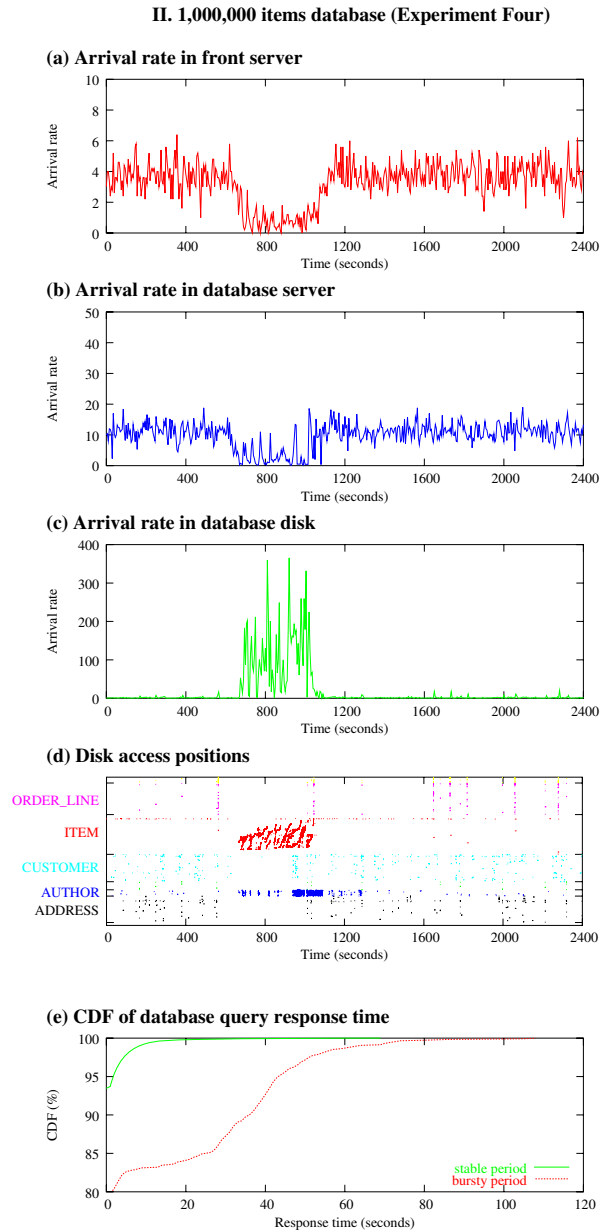 II. 1,000,000 items database (Experiment Four)
(a) Arrival rate in front server
10
8
6
4
2
0
Arrival rate
0 400 800 1200 1600 2000 2400
Time (seconds)
(b) Arrival rate in database server
50
40
30
20
10
0
Arrival rate
0 400 800 1200 1600 2000 2400
Time (seconds)
(c) Arrival rate in database disk
400
300
200
100
0
Arrival rate
0 400 800 1200 1600 2000 2400
Time (seconds)
(d) Disk access positions
ORDER_LINE
ITEM
CUSTOMER
AUTHOR
ADDRESS
0 400 800 1200 1600 2000 2400
Time (seconds)
(e) CDF of database query response time
100
95
90
85
80
CDF (%)
stable period
bursty period
0 20 40 60 80 100 120
Response time (seconds)